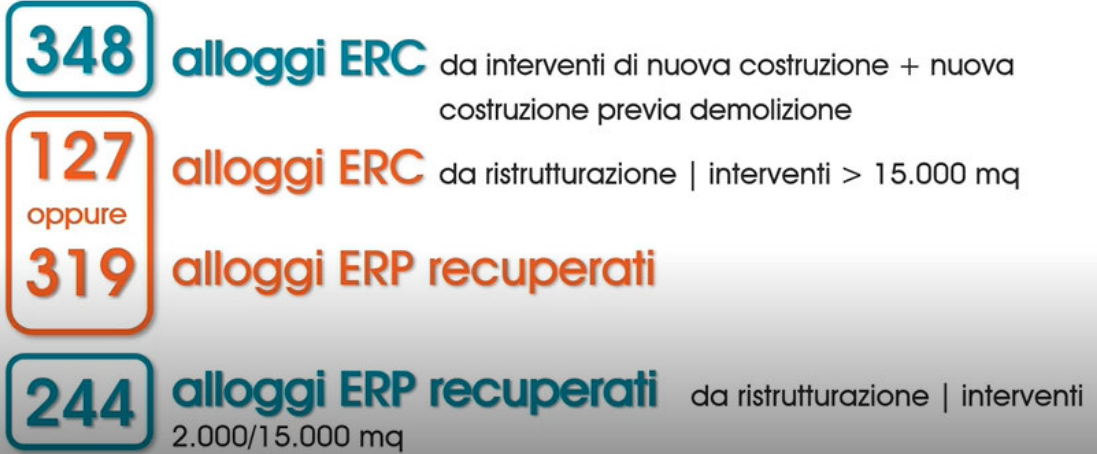 348 alloggi ERC da interventi di nuova costruzione + nuova
costruzione previa demolizione
127 alloggi ERC da ristrutturazione | interventi > 15.000 mq
oppure
319 alloggi ERP recuperati
244 alloggi ERP recuperati da ristrutturazione | interventi
2.000/15.000 mq